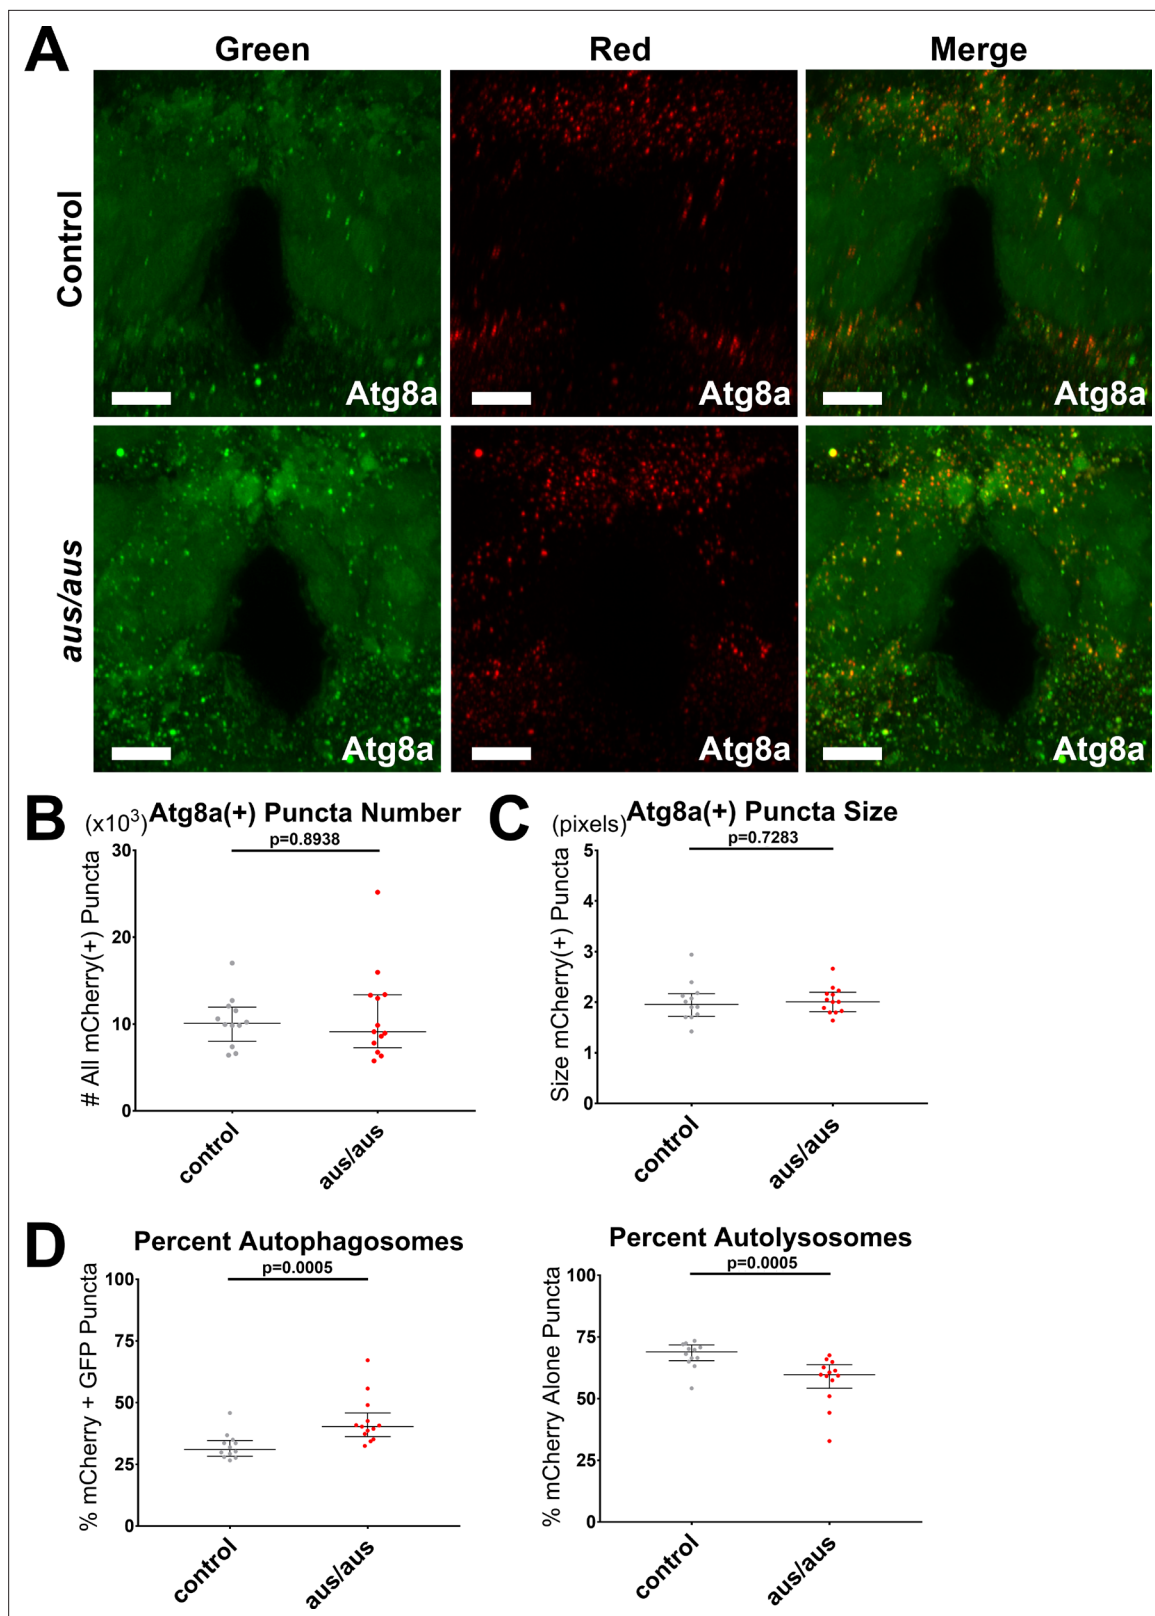 A
Green Red Merge
Control
Atg8a Atg8a Atg8a
aus/aus
Atg8a Atg8a Atg8a
B
(x10³) Atg8a(+) Puncta Number
p=0.8938
# All mCherry(+) Puncta
30
20
10
0
control aus/aus
C
(pixels) Atg8a(+) Puncta Size
p=0.7283
Size mCherry(+) Puncta
5
4
3
2
1
0
control aus/aus
D
Percent Autophagosomes
p=0.0005
% mCherry + GFP Puncta
100
75
50
25
0
control aus/aus
Percent Autolysosomes
p=0.0005
% mCherry Alone Puncta
100
75
50
25
0
control aus/aus